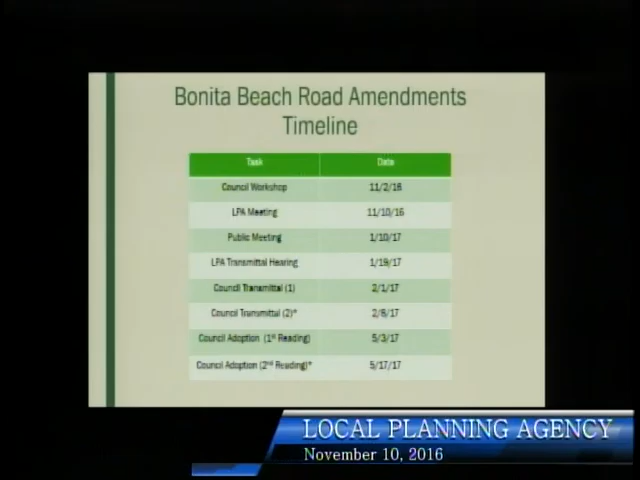 Bonita Beach Road Amendments
Timeline
Task Date
Council Workshop 11/2/16
LPA Meeting 11/10/16
Public Meeting 1/10/17
LPA Transmittal Hearing 1/19/17
Council Transmittal (1) 2/1/17
Council Transmittal (2)* 2/8/17
Council Adoption (1st Reading) 5/3/17
Council Adoption (2nd Reading)* 5/17/17
LOCAL PLANNING AGENCY
November 10, 2016